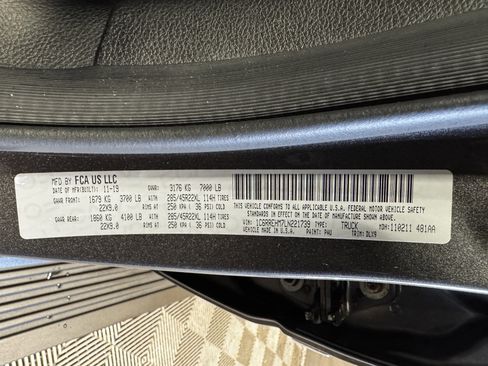 MFD BY FCA US LLC
DATE OF MFR(BUILT): 11-19 GVWR: 3176 KG 7000 LB
GAWR FRONT: 1679 KG 3700 LB WITH 285/45R22XL 114H TIRES
22X9.0 RIMS AT 250 KPA ( 36 PSI) COLD
GAWR REAR: 1860 KG 4100 LB WITH 285/45R22XL 114H TIRES
22X9.0 RIMS AT 250 KPA ( 36 PSI) COLD
THIS VEHICLE CONFORMS TO ALL APPLICABLE U.S.A. FEDERAL MOTOR VEHICLE SAFETY
STANDARDS IN EFFECT ON THE DATE OF MANUFACTURE SHOWN ABOVE.
VIN: 1C6RREHM7LN221739 TYPE: TRUCK MDH: 110211 481AA
VEHICLE MADE IN U.S.A. PAINT: PAU TRIM: DLX9